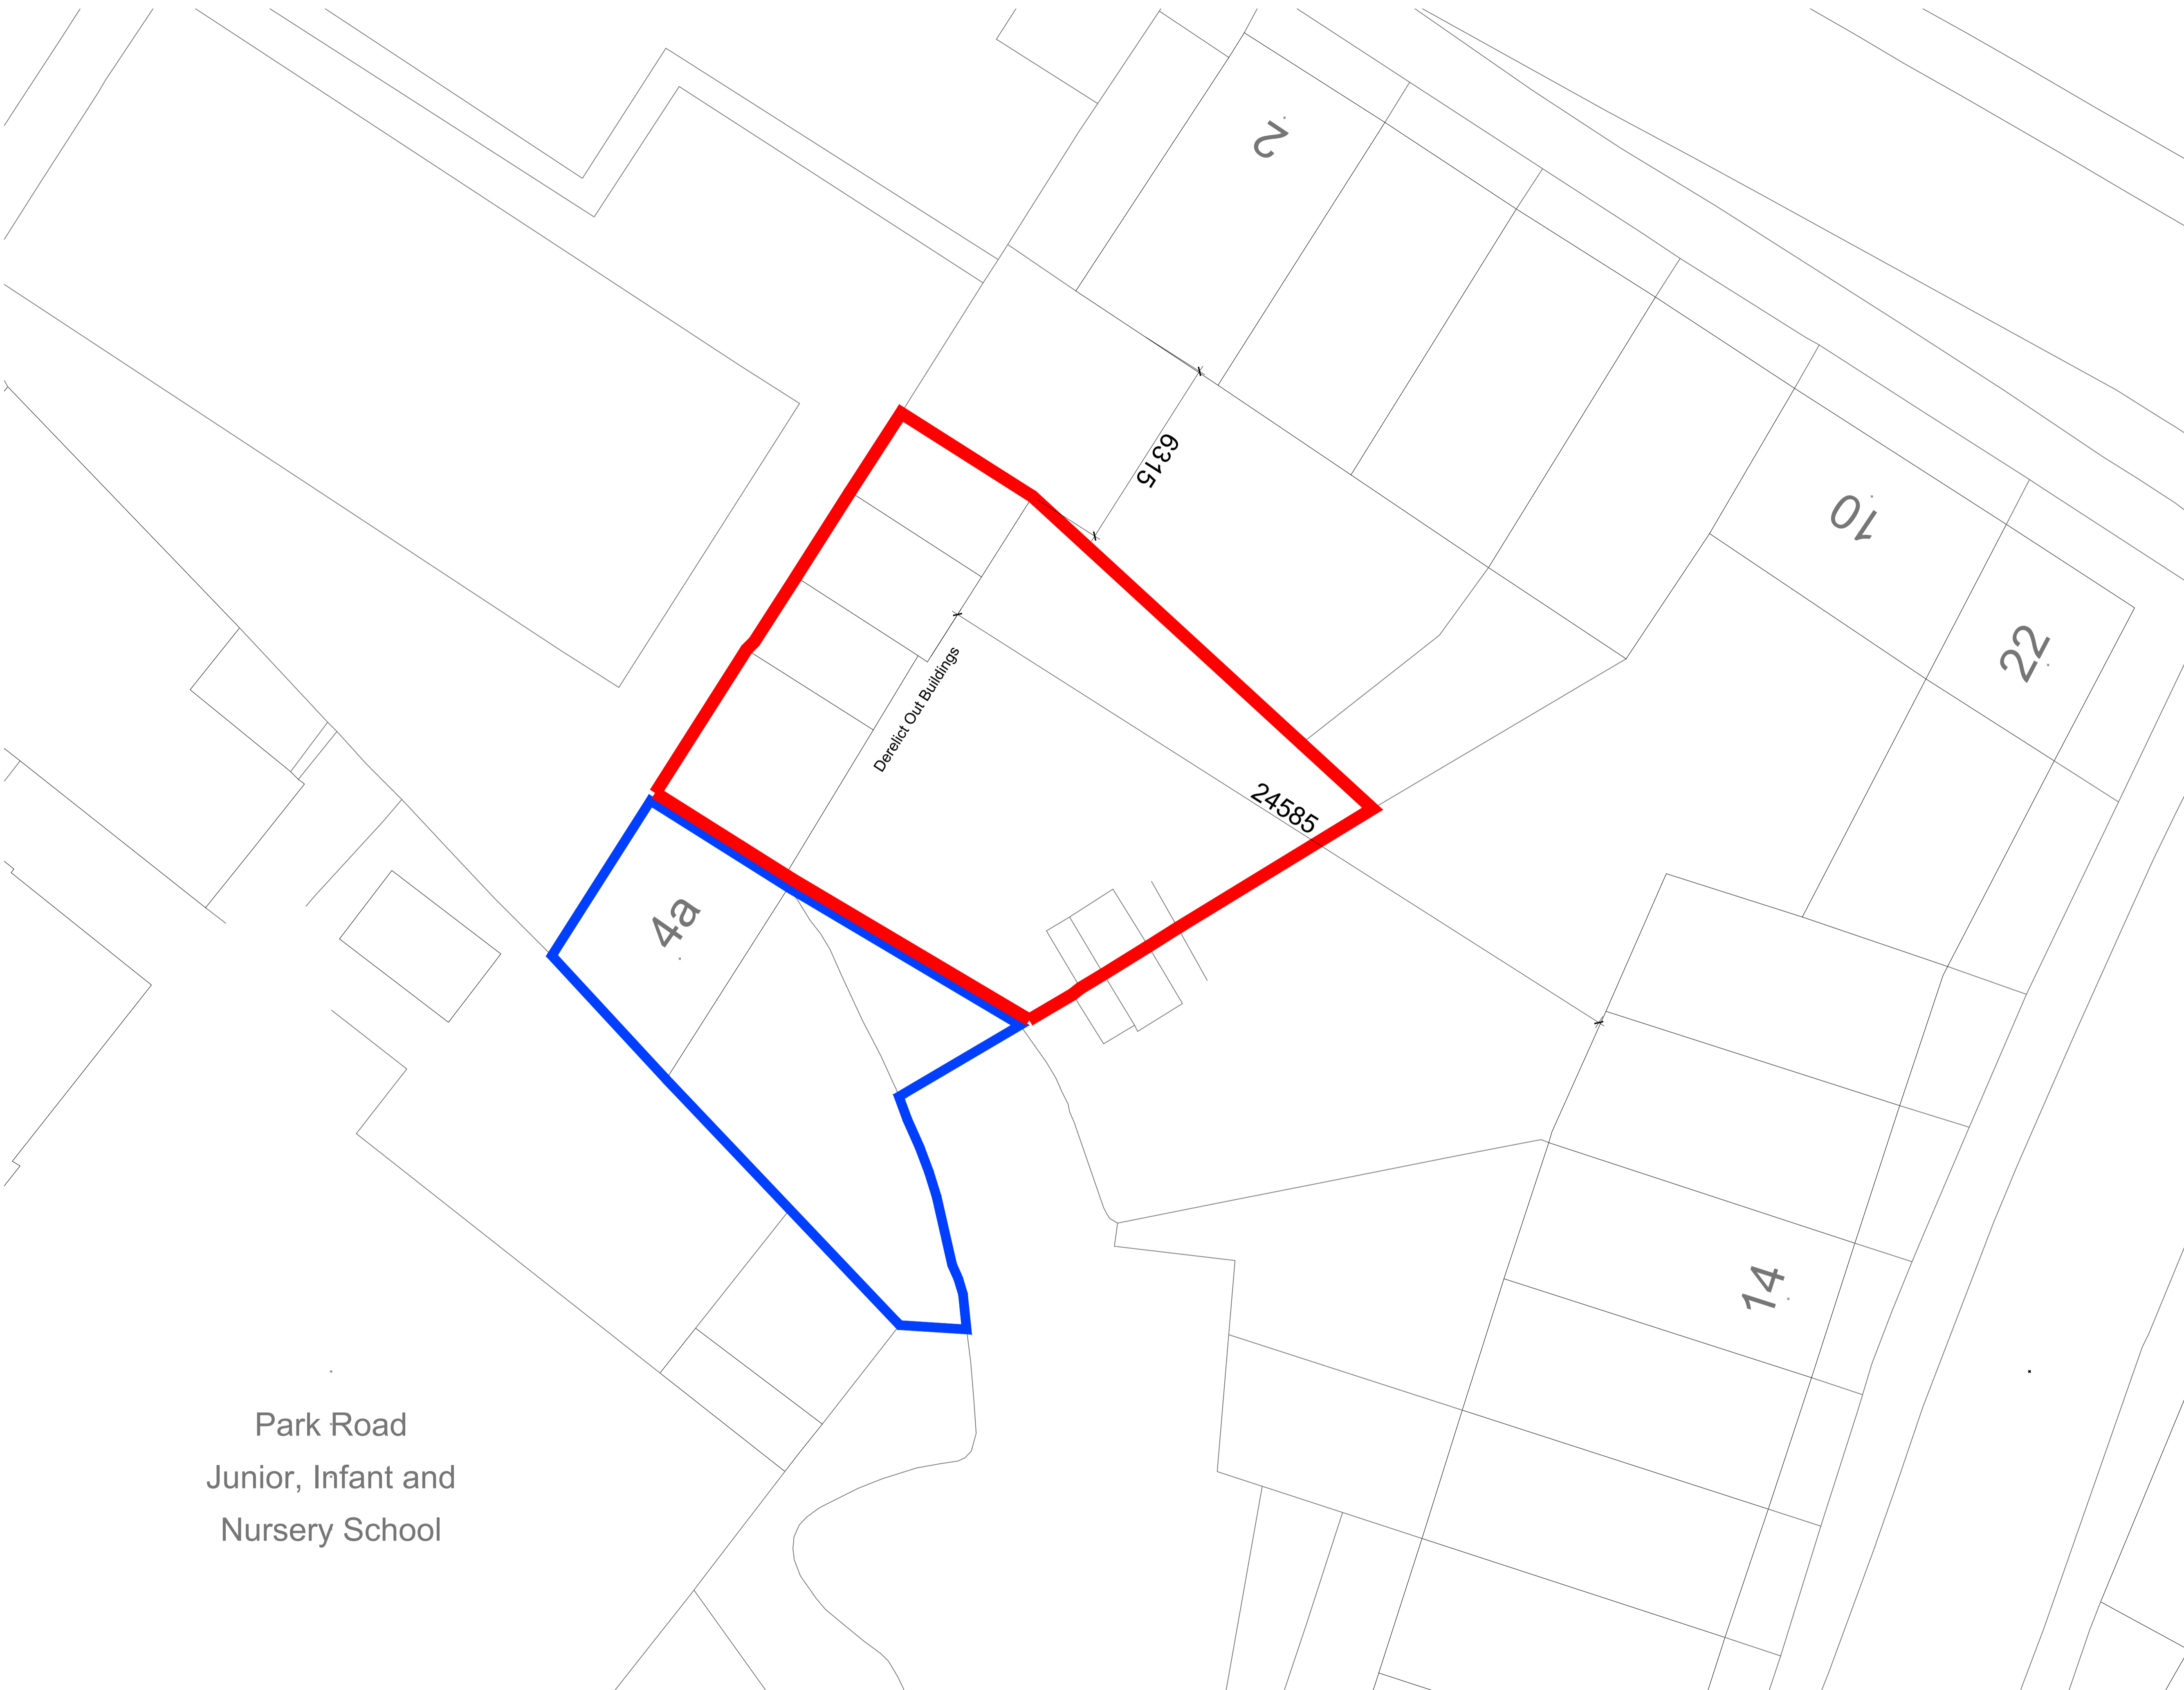 2
6315
10
22
Derelict Out Buildings
24585
4a
14
Park Road
Junior, Infant and
Nursery School